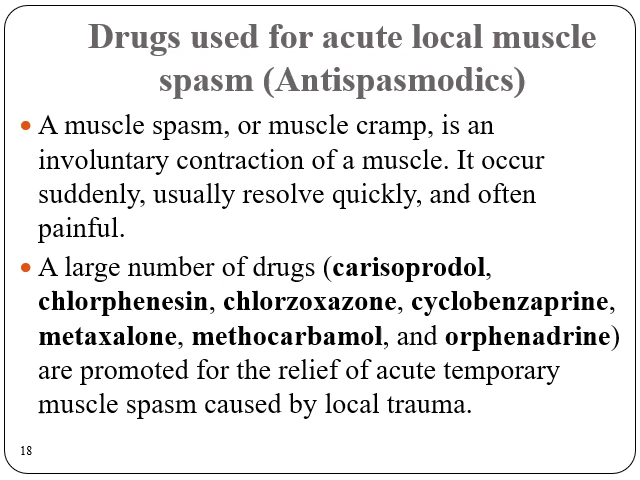 Drugs used for acute local muscle
spasm (Antispasmodics)
• A muscle spasm, or muscle cramp, is an
involuntary contraction of a muscle. It occur
suddenly, usually resolve quickly, and often
painful.
• A large number of drugs (carisoprodol,
chlorphenesin, chlorzoxazone, cyclobenzaprine,
metaxalone, methocarbamol, and orphenadrine)
are promoted for the relief of acute temporary
muscle spasm caused by local trauma.
18